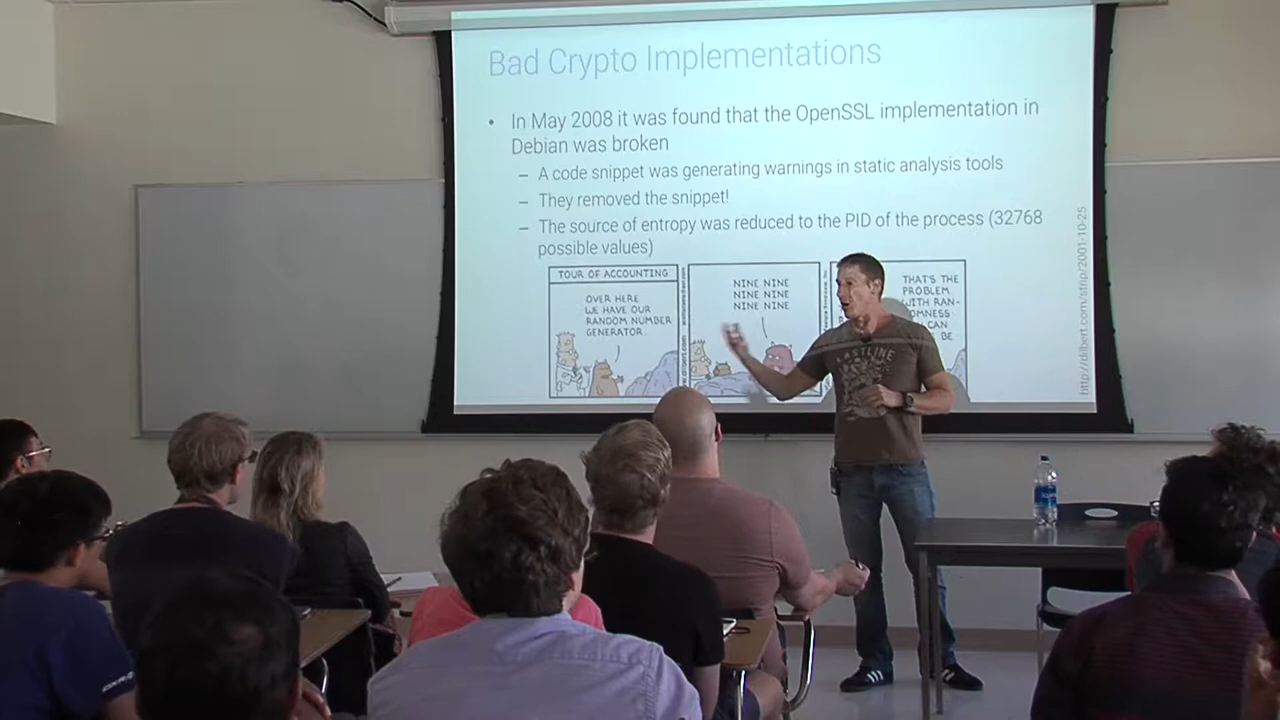 Bad Crypto Implementations
• In May 2008 it was found that the OpenSSL implementation in
Debian was broken
– A code snippet was generating warnings in static analysis tools
– They removed the snippet!
– The source of entropy was reduced to the PID of the process (32768
possible values)
TOUR OF ACCOUNTING
OVER HERE
WE HAVE OUR
RANDOM NUMBER
GENERATOR.
NINE NINE
NINE NINE
NINE NINE
THAT'S THE
PROBLEM
WITH RAN-
DOMNESS
CAN
BE
http://dilbert.com/strip/2001-10-25
LASTLINE